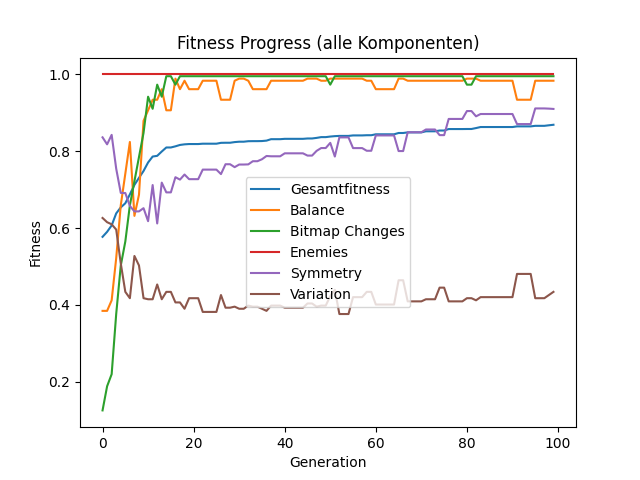 Fitness Progress (alle Komponenten)
Fitness
1.0
0.8
0.6
0.4
0.2
Gesamtfitness
Balance
Bitmap Changes
Enemies
Symmetry
Variation
0 20 40 60 80 100
Generation